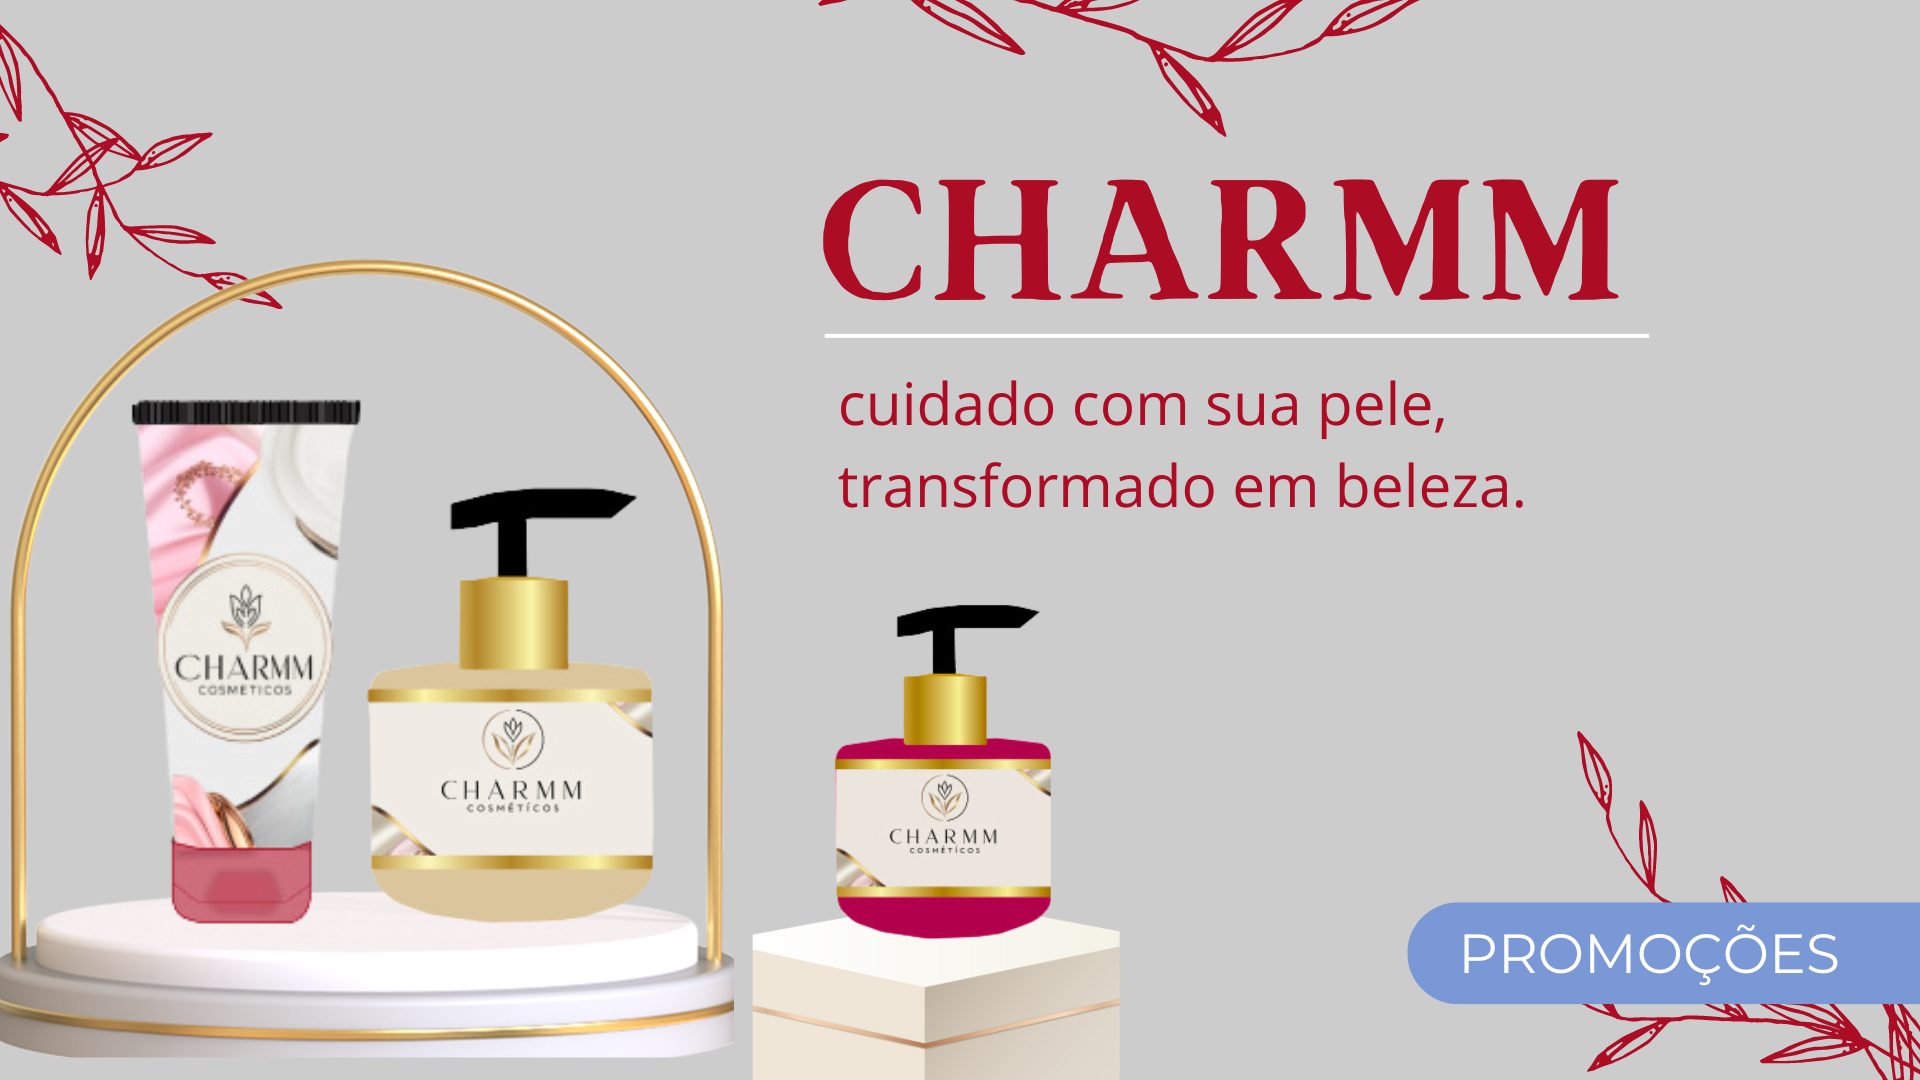 CHARMM
cuidado com sua pele,
transformado em beleza.
CHARMM
COSMETICOS
CHARMM
COSMÉTICOS
CHARMM
COSMÉTICOS
PROMOÇÕES